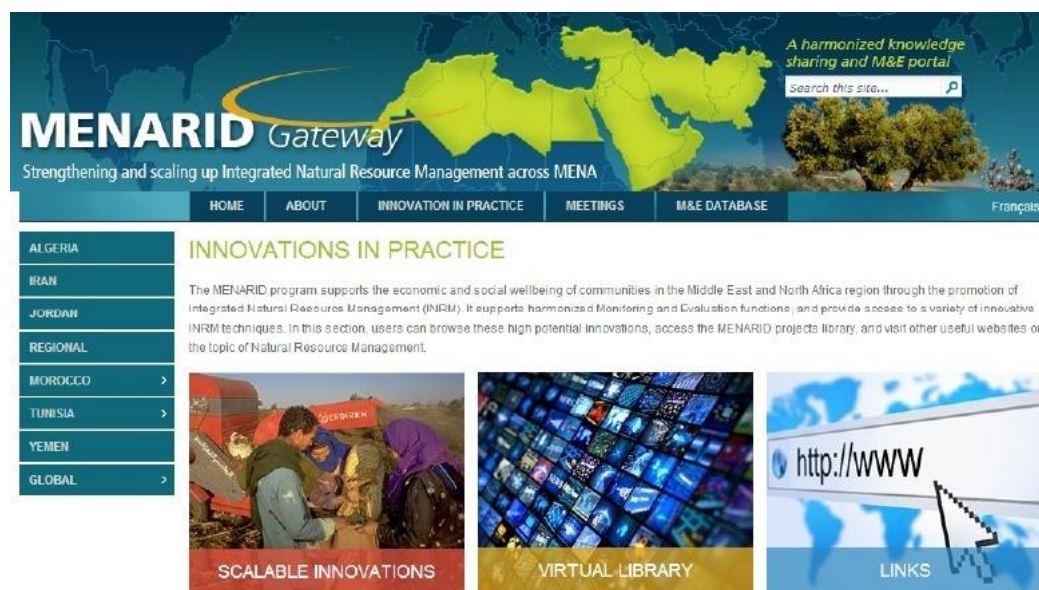 A harmonized knowledge
sharing and M&E portal
Search this site...
MENARID Gateway
Strengthening and scaling up Integrated Natural Resource Management across MENA
HOME ABOUT INNOVATION IN PRACTICE MEETINGS M&E DATABASE Français
ALGERIA
IRAN
JORDAN
REGIONAL
MOROCCO >
TUNISIA >
YEMEN
GLOBAL >
INNOVATIONS IN PRACTICE
The MENARID program supports the economic and social wellbeing of communities in the Middle East and North Africa region through the promotion of
Integrated Natural Resource Management (INRM). It supports harmonized Monitoring and Evaluation functions, and provide access to a variety of innovative
INRM techniques. In this section, users can browse these high potential innovations, access the MENARID projects library, and visit other useful websites on
the topic of Natural Resource Management.
http://www
SCALABLE INNOVATIONS
VIRTUAL LIBRARY
LINKS